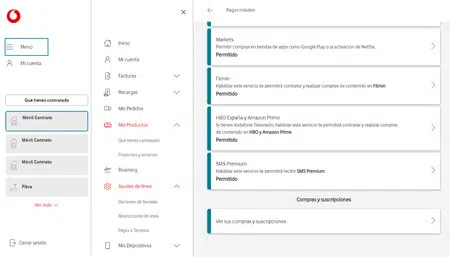 Menú
Mi cuenta
Que tienes contratado
Móvil Contrato
Móvil Contrato
Móvil Contrato
Fibra
Ver más
Cerrar sesión
Inicio
Mi cuenta
Facturas
Recargas
Mis Pedidos
Mis Productos
Qué tienes contratado
Productos y servicios
Roaming
Ajustes de línea
Opciones de llamada
Restricciones de línea
Pagos a Terceros
Mis Dispositivos
Pagos móviles
Markets
Permitir compras en tiendas de apps como Google Play o la activación de Netflix.
Permitido
Filmin
Habilitar este servicio te permitirá contratar y realizar compras de contenido en Filmin
Permitido
HBO España y Amazon Prime
Si tienes Vodafone Televisión, habilitar este servicio te permitirá contratar y realizar compras
de contenido en HBO y Amazon Prime
Permitido
SMS Premium
Habilitar este servicio te permitirá recibir SMS Premium
Permitido
Compras y suscripciones
Ver tus compras y suscripciones